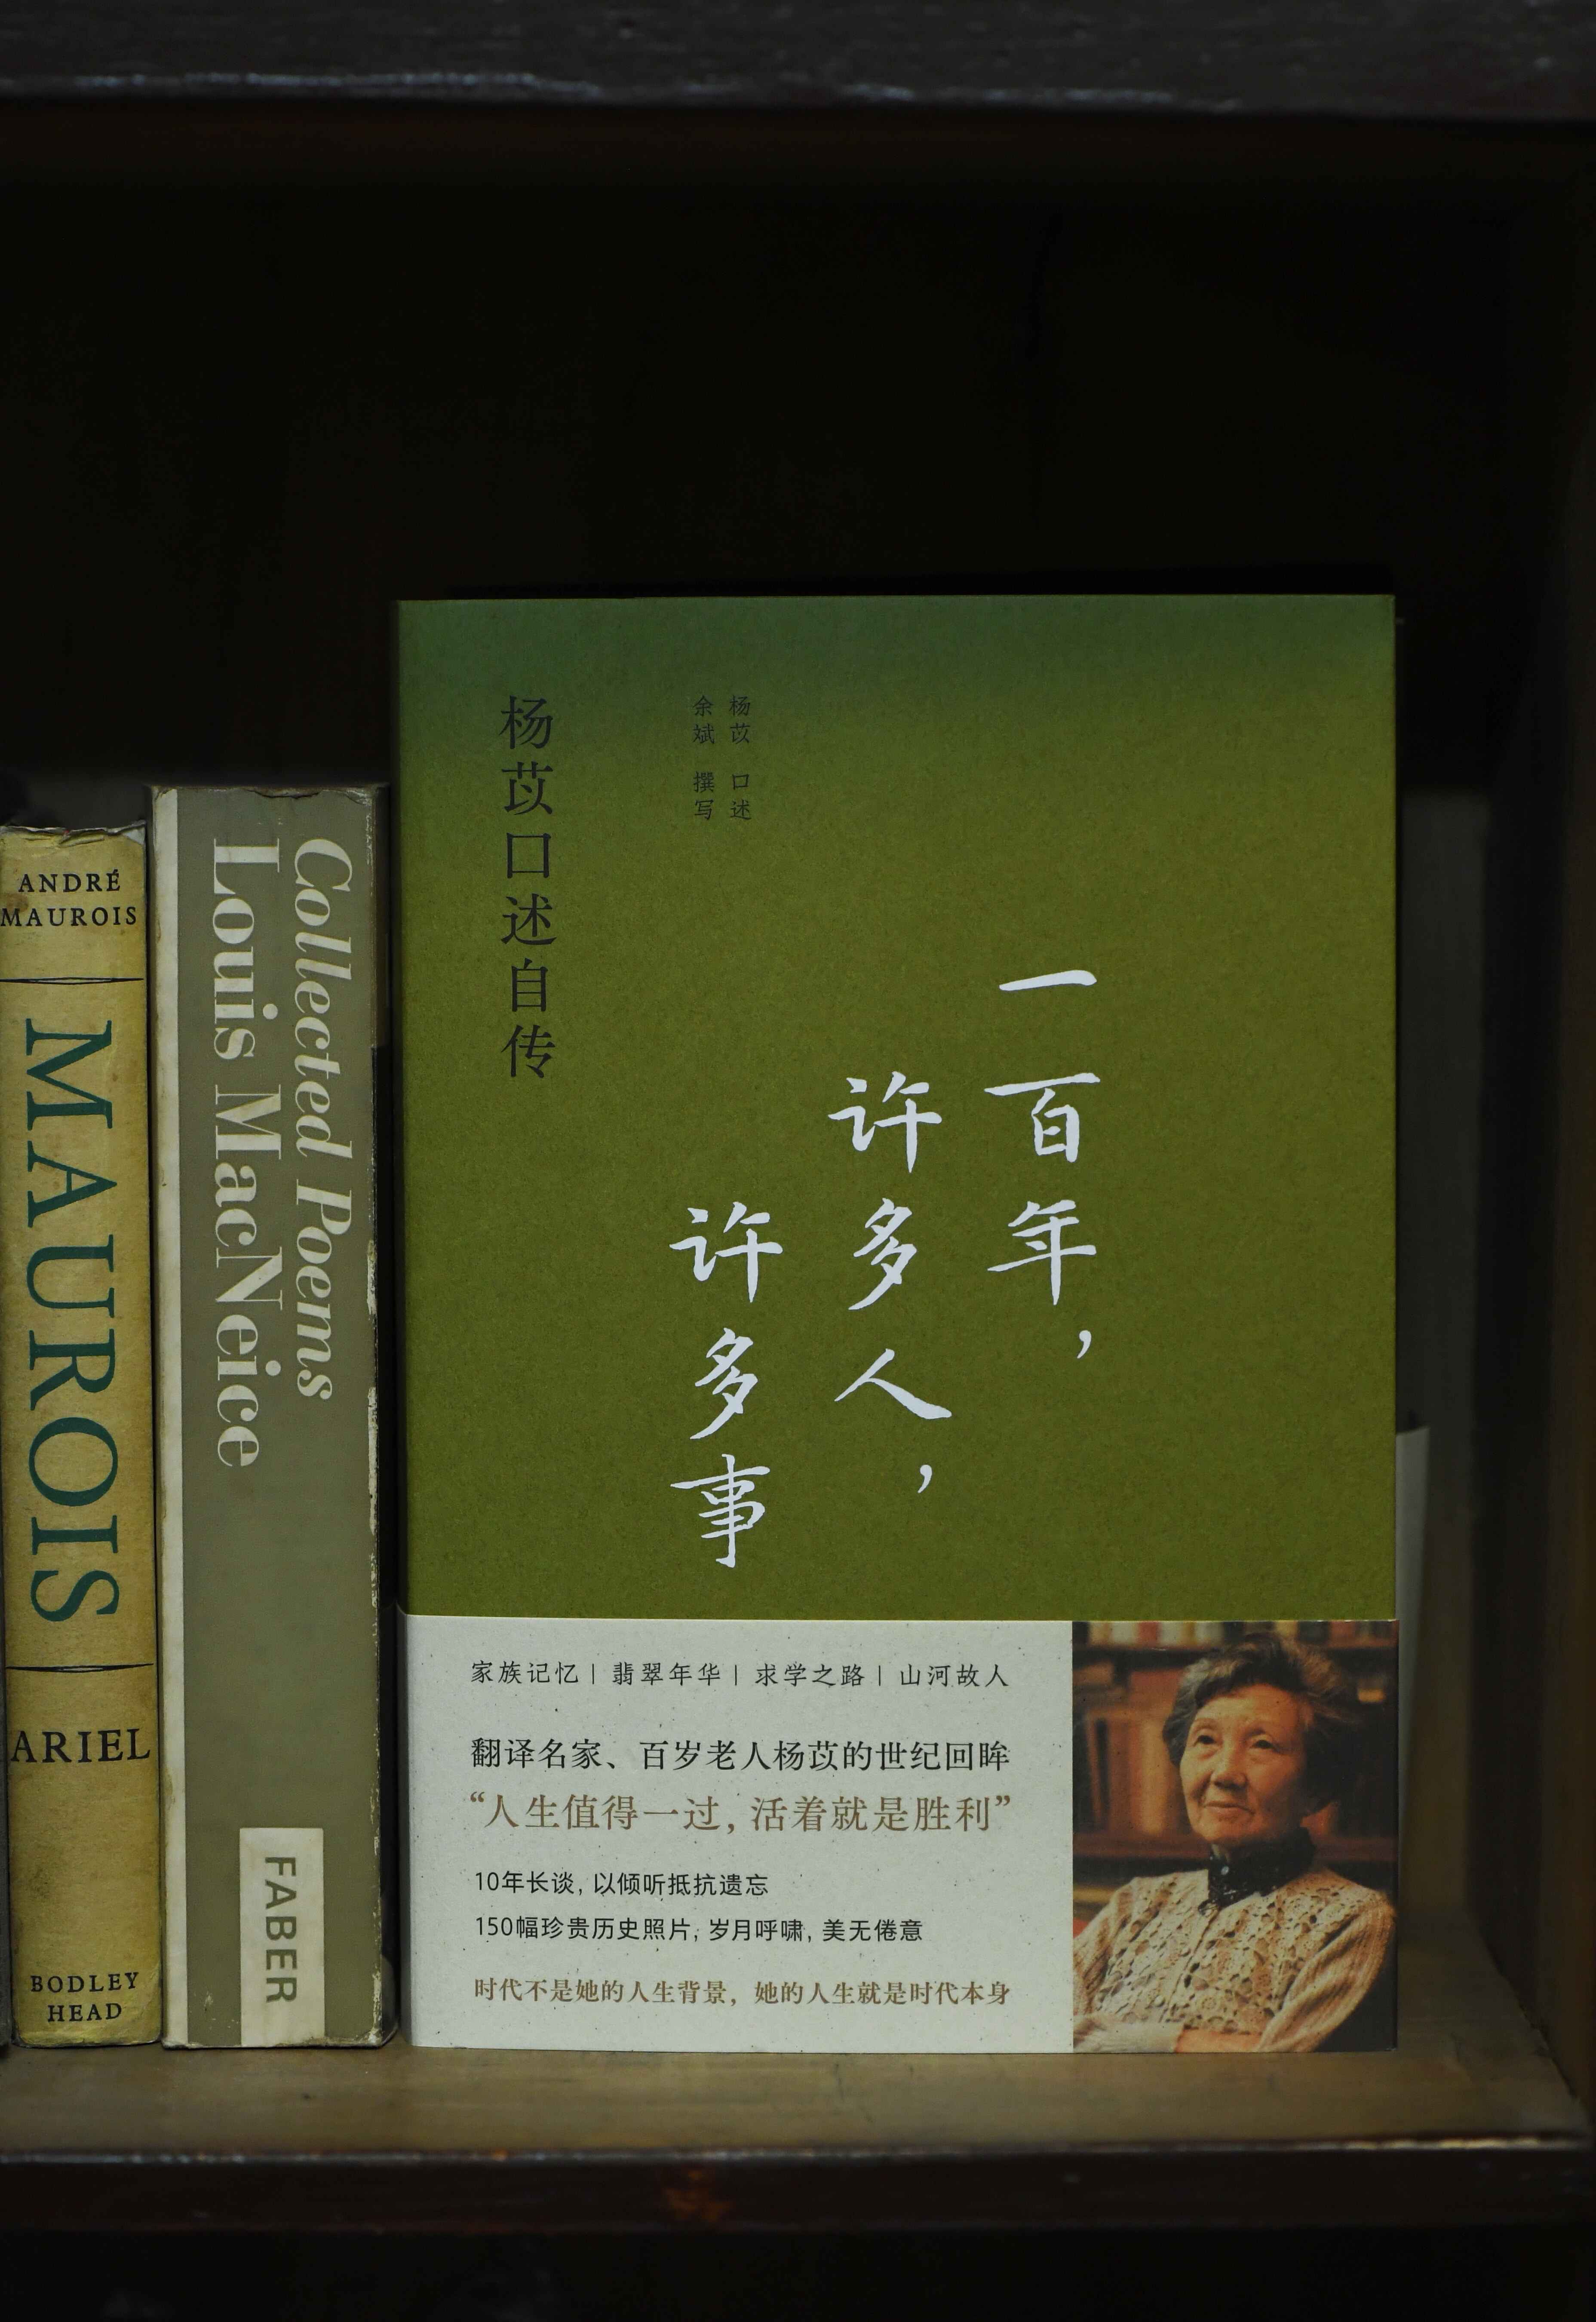 ANDRÉ
MAUROIS
MAUROIS
ARIEL
BODLEY
HEAD
Collected Poems
Louis MacNeice
FABER
一百年，
许多人，
许多事
杨苡 口述
余斌 撰写
杨苡口述自传
家族记忆 | 翡翠年华 | 求学之路 | 山河故人
翻译名家、百岁老人杨苡的世纪回眸
“人生值得一过，活着就是胜利”
10年长谈，以倾听抵抗遗忘
150幅珍贵历史照片，岁月呼啸，美无倦意
时代不是她的人生背景，她的人生就是时代本身